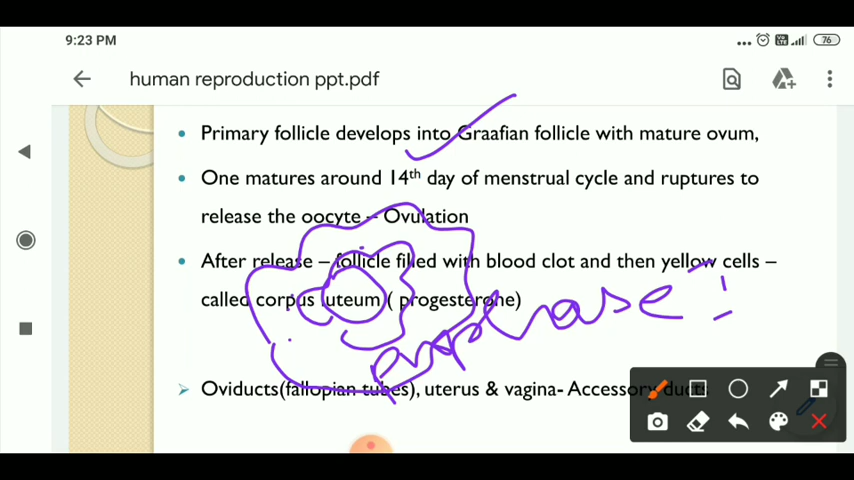 9:23 PM
76
human reproduction ppt.pdf
Primary follicle develops into Graafian follicle with mature ovum,
One matures around 14th day of menstrual cycle and ruptures to
release the oocyte – Ovulation
After release – follicle filled with blood clot and then yellow cells –
called corpus luteum ( progesterone)
Oviducts(fallopian tubes), uterus & vagina- Accessory ducts